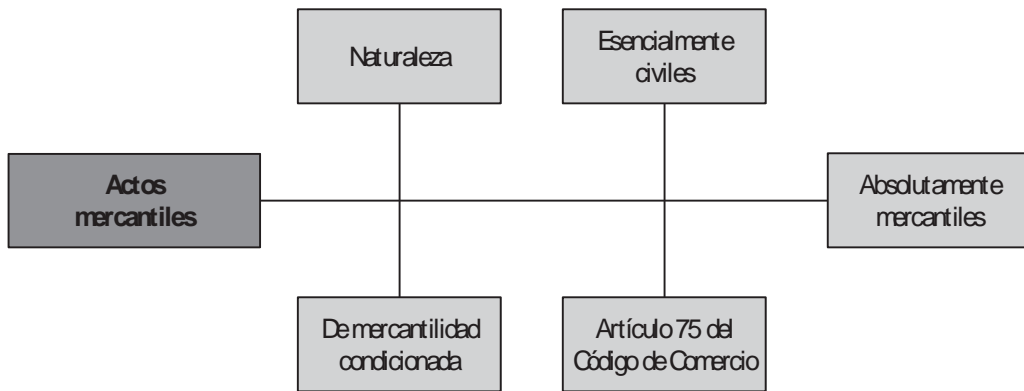 Naturaleza
Esencialmente
civiles
Actos
mercantiles
Absolutamente
mercantiles
De mercantilidad
condicionada
Artículo 75 del
Código de Comercio